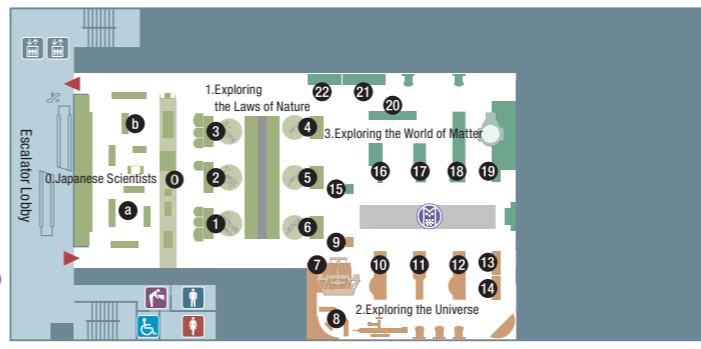 22
21
1.Exploring
the Laws of Nature
20
b
3
4
3.Exploring the World of Matter
Escalator Lobby
0.Japanese Scientists
0
2
5
16
17
18
19
15
a
1
6
9
7
10
11
12
13
14
8
2.Exploring the Universe